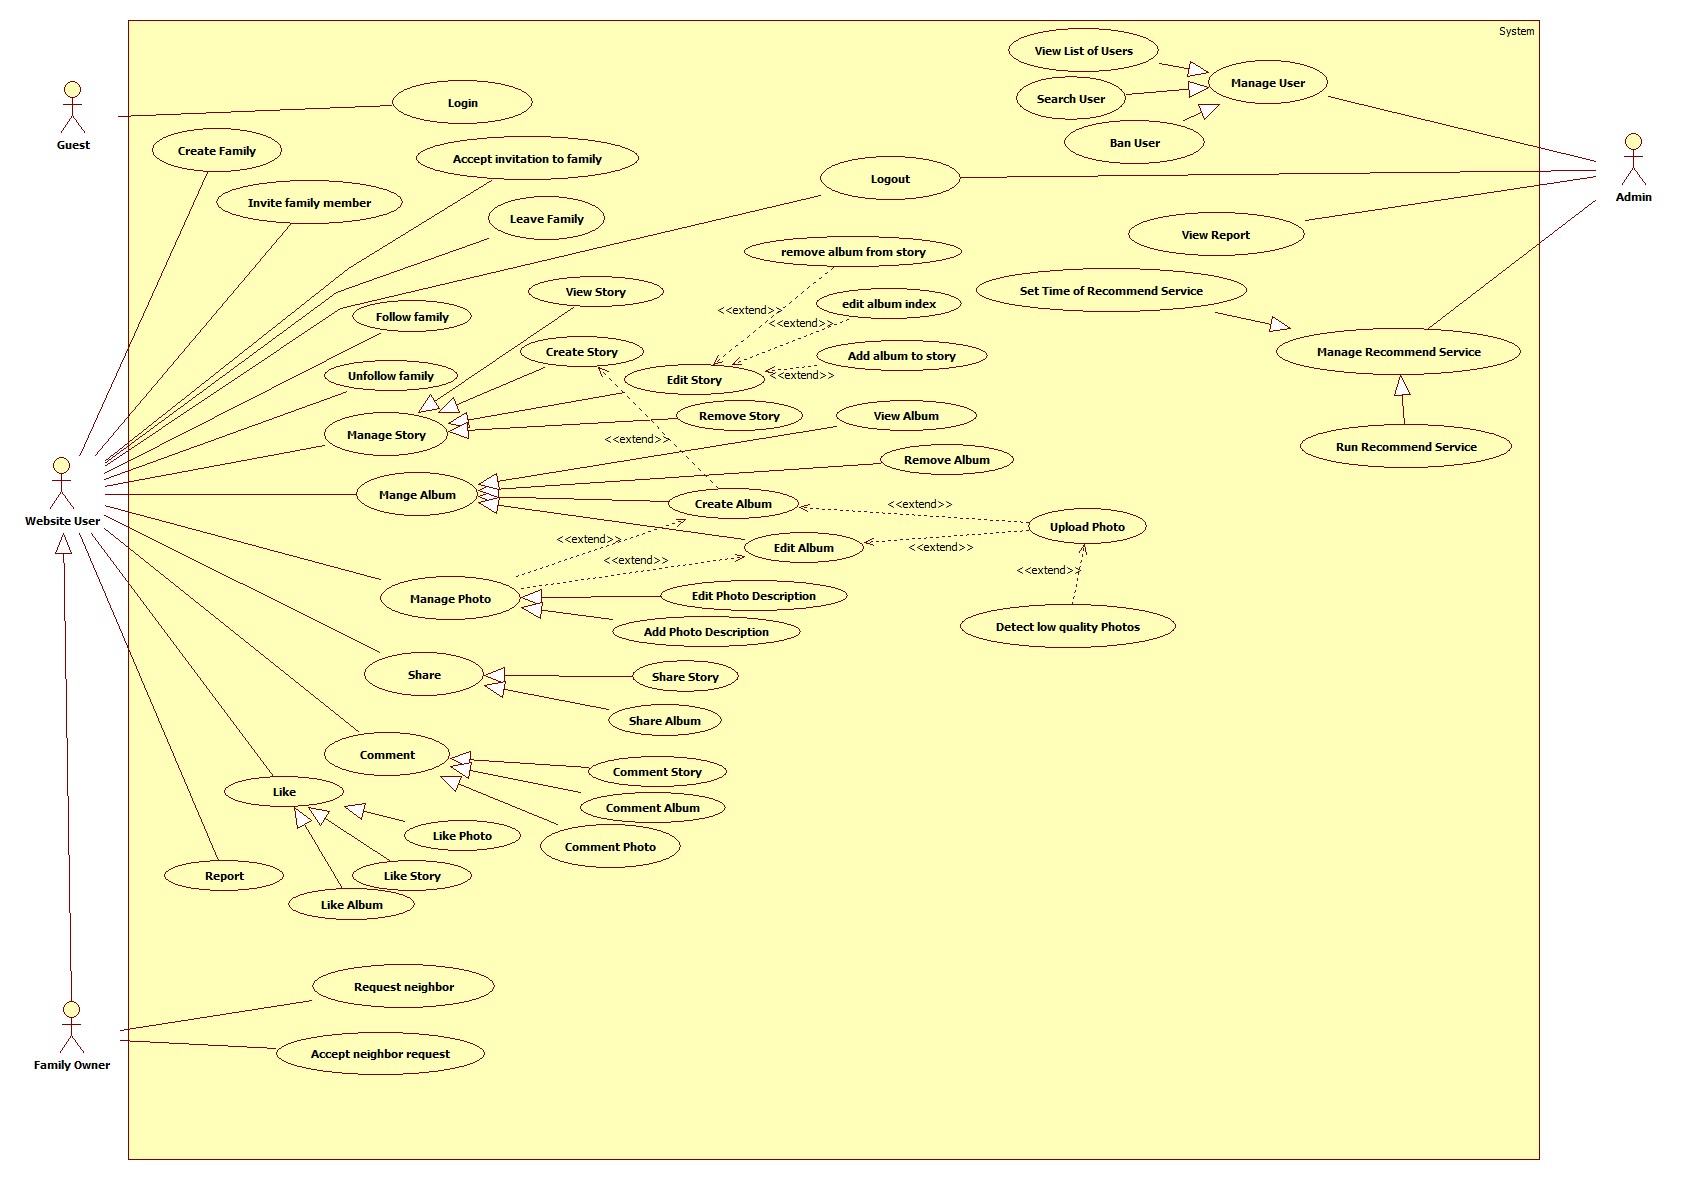 System
View List of Users
Manage User
Search User
Login
Ban User
Guest
Create Family
Accept invitation to family
Logout
Admin
Invite family member
Leave Family
View Report
remove album from story
View Story
Set Time of Recommend Service
edit album index
<<extend>>
<<extend>>
Follow family
Create Story
Manage Recommend Service
Add album to story
Unfollow family
Edit Story
<<extend>>
Remove Story
View Album
Manage Story
<<extend>>
Run Recommend Service
Remove Album
Mange Album
Create Album
<<extend>>
Website User
Upload Photo
<<extend>>
Edit Album
<<extend>>
<<extend>>
<<extend>>
Manage Photo
Edit Photo Description
Add Photo Description
Detect low quality Photos
Share
Share Story
Share Album
Comment
Comment Story
Like
Comment Album
Like Photo
Comment Photo
Report
Like Story
Like Album
Request neighbor
Accept neighbor request
Family Owner